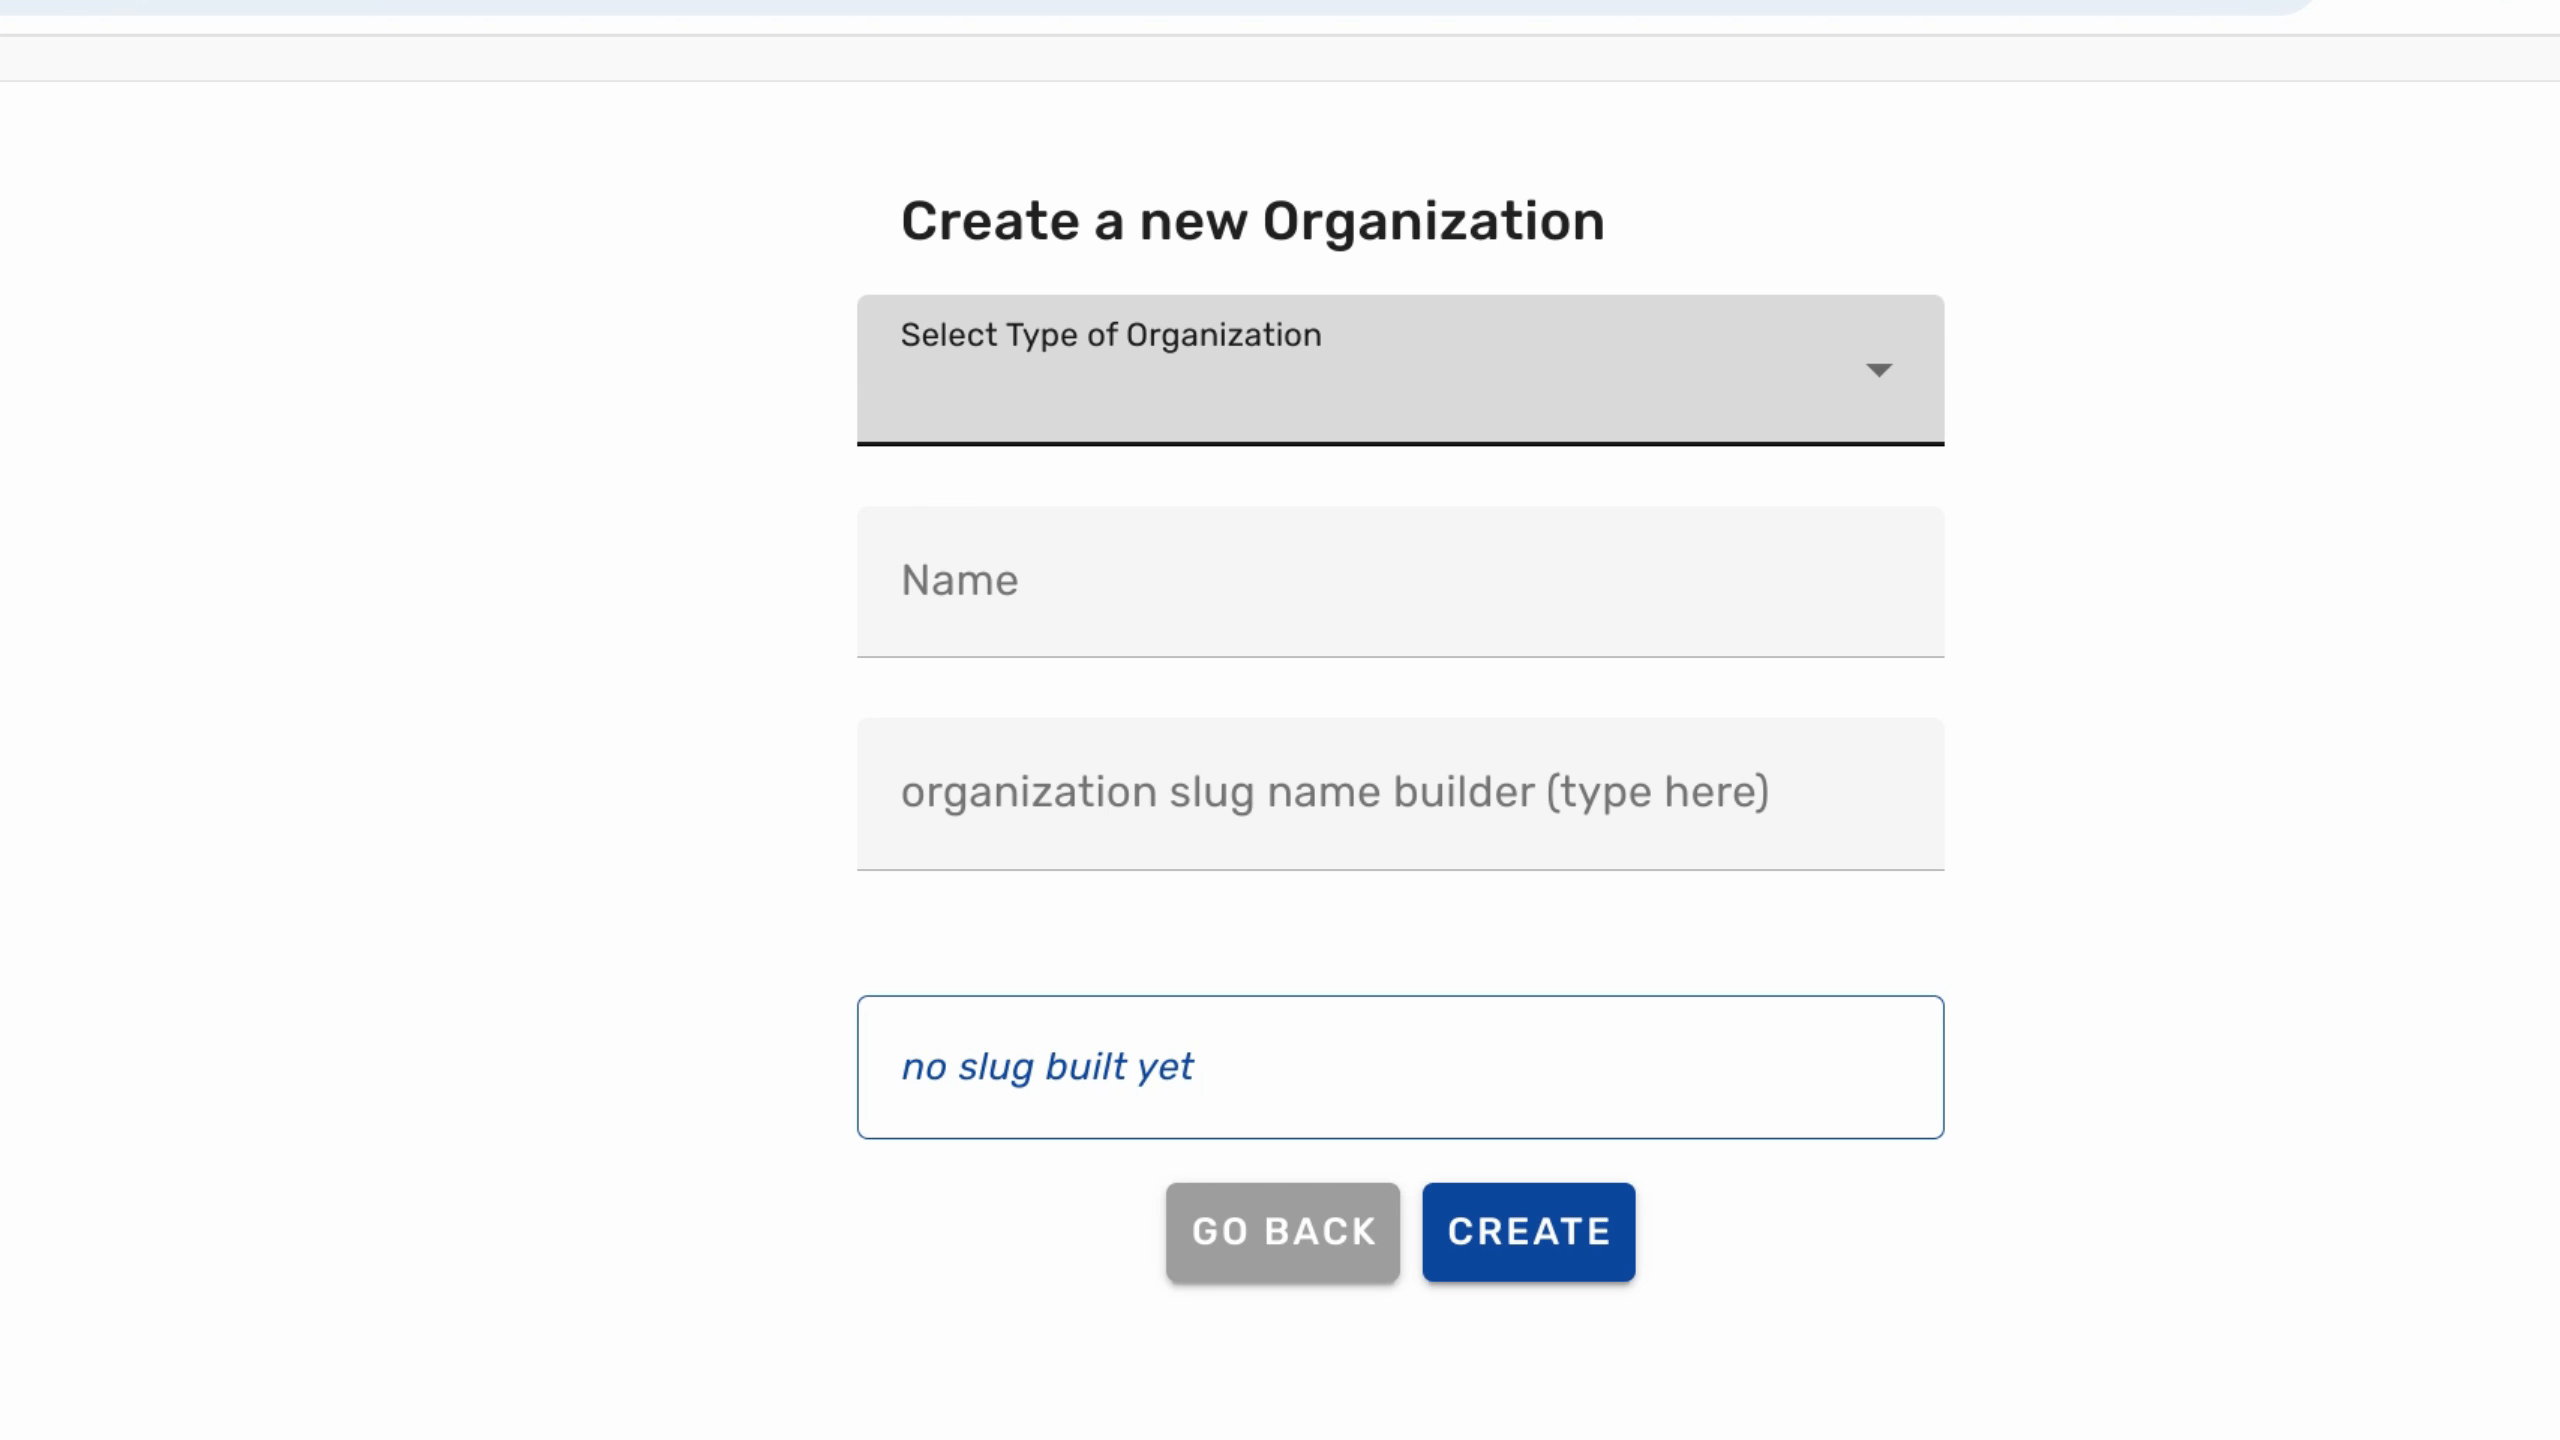 Create a new Organization
Select Type of Organization
Name
organization slug name builder (type here)
no slug built yet
GO BACK
CREATE